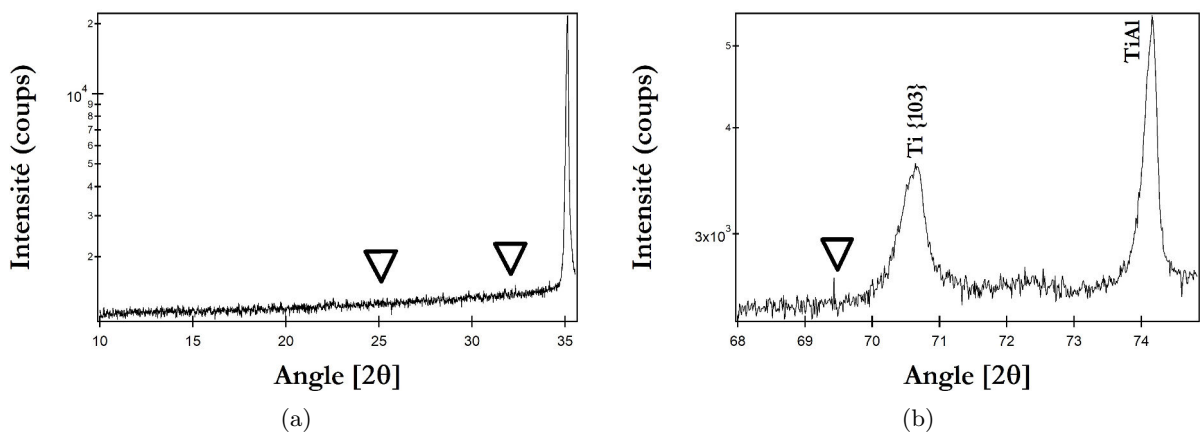 Intensité (coups)
2
10⁴
9
8
7
6
5
4
3
2
10 15 20 25 30 35
Angle [2θ]
(a)
Intensité (coups)
5
4
3x10³
Ti {103}
TiAl
68 69 70 71 72 73 74
Angle [2θ]
(b)